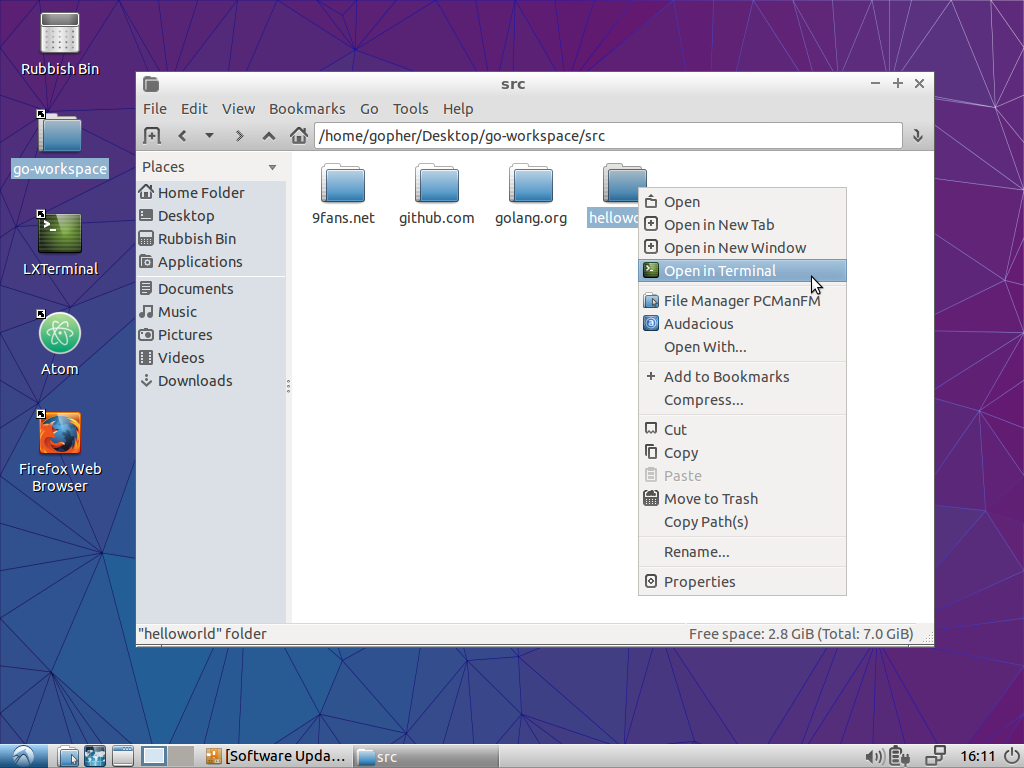 Rubbish Bin
go-workspace
LXTerminal
Atom
Firefox Web
Browser
src
File Edit View Bookmarks Go Tools Help
/home/gopher/Desktop/go-workspace/src
Places
Home Folder
Desktop
Rubbish Bin
Applications
Documents
Music
Pictures
Videos
Downloads
9fans.net
github.com
golang.org
hellowo
Open
Open in New Tab
Open in New Window
Open in Terminal
File Manager PCManFM
Audacious
Open With...
Add to Bookmarks
Compress...
Cut
Copy
Paste
Move to Trash
Copy Path(s)
Rename...
Properties
"helloworld" folder
Free space: 2.8 GiB (Total: 7.0 GiB)
[Software Upda...
src
16:11